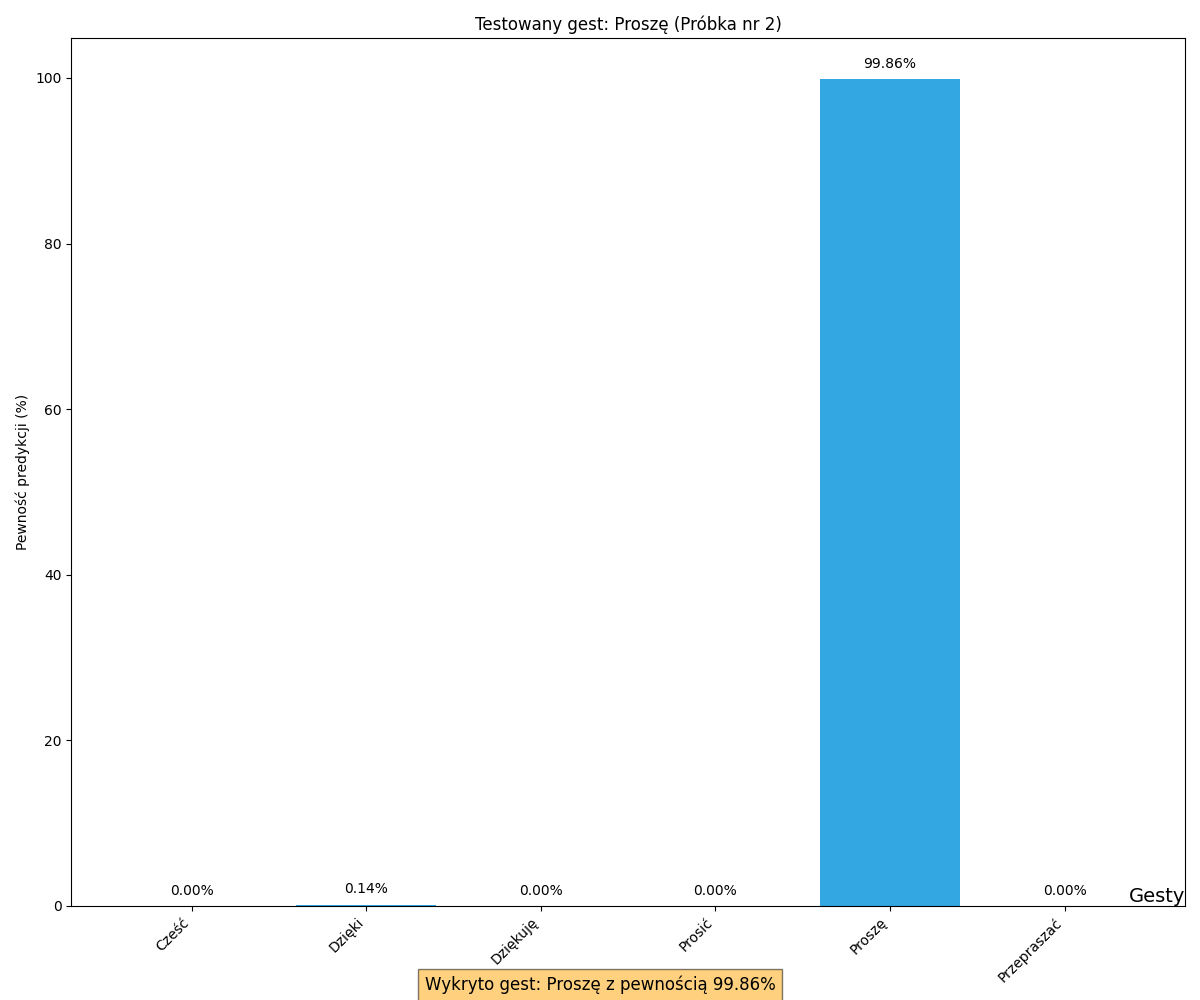 Testowany gest: Proszę (Próbka nr 2)
99.86%
100
80
60
40
20
0
Pewność predykcji (%)
0.00%
0.14%
0.00%
0.00%
0.00%
Gesty
Cześć
Dzięki
Dziękuję
Prosić
Proszę
Przepraszać
Wykryto gest: Proszę z pewnością 99.86%